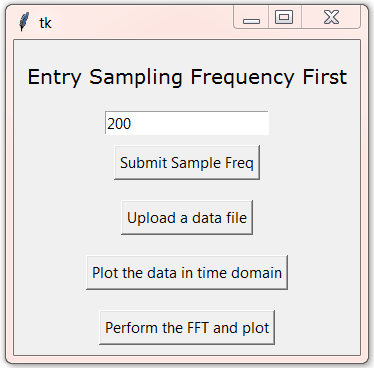 tk
Entry Sampling Frequency First
200
Submit Sample Freq
Upload a data file
Plot the data in time domain
Perform the FFT and plot